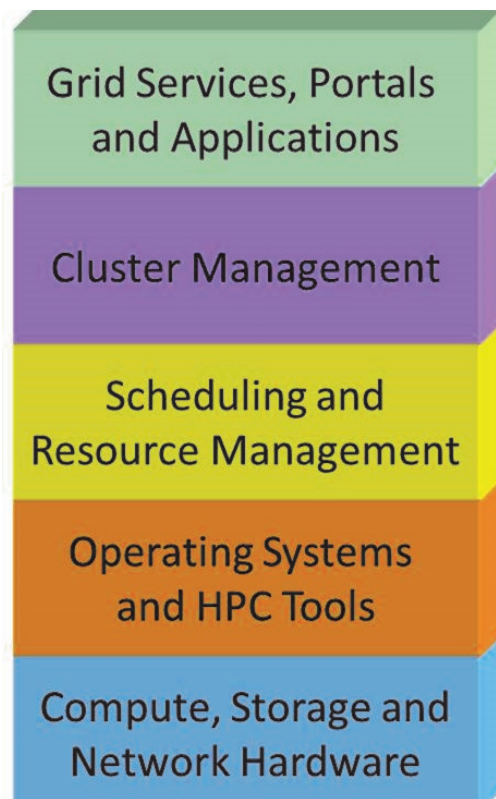 Grid Services, Portals
and Applications
Cluster Management
Scheduling and
Resource Management
Operating Systems
and HPC Tools
Compute, Storage and
Network Hardware